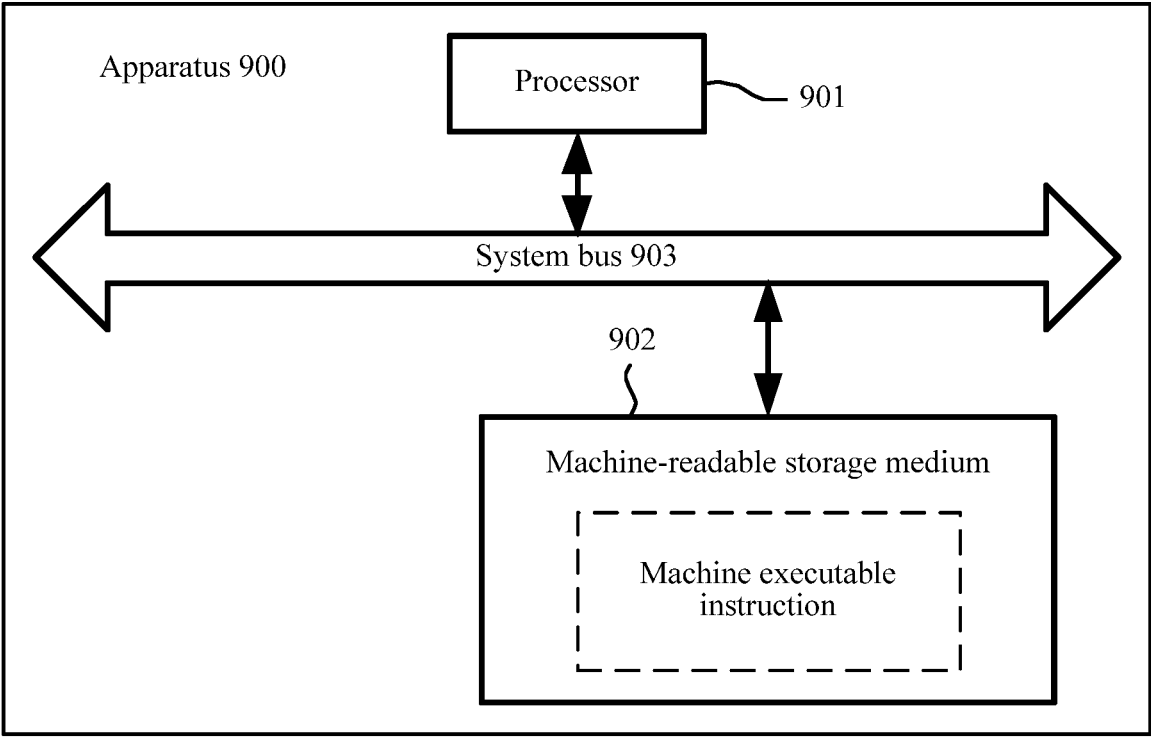 Apparatus 900
Processor
901
System bus 903
902
Machine-readable storage medium
Machine executable
instruction